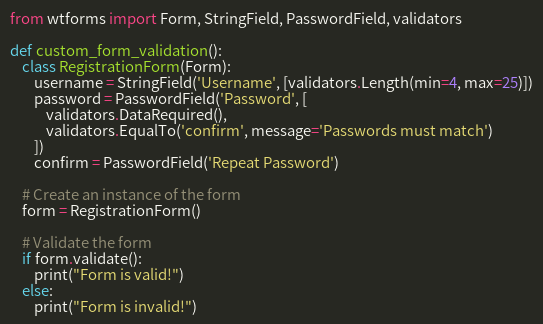 from wtforms import Form, StringField, PasswordField, validators

def custom_form_validation():
    class RegistrationForm(Form):
        username = StringField('Username', [validators.Length(min=4, max=25)])
        password = PasswordField('Password', [
            validators.DataRequired(),
            validators.EqualTo('confirm', message='Passwords must match')
        ])
        confirm = PasswordField('Repeat Password')

    # Create an instance of the form
    form = RegistrationForm()

    # Validate the form
    if form.validate():
        print("Form is valid!")
    else:
        print("Form is invalid!")